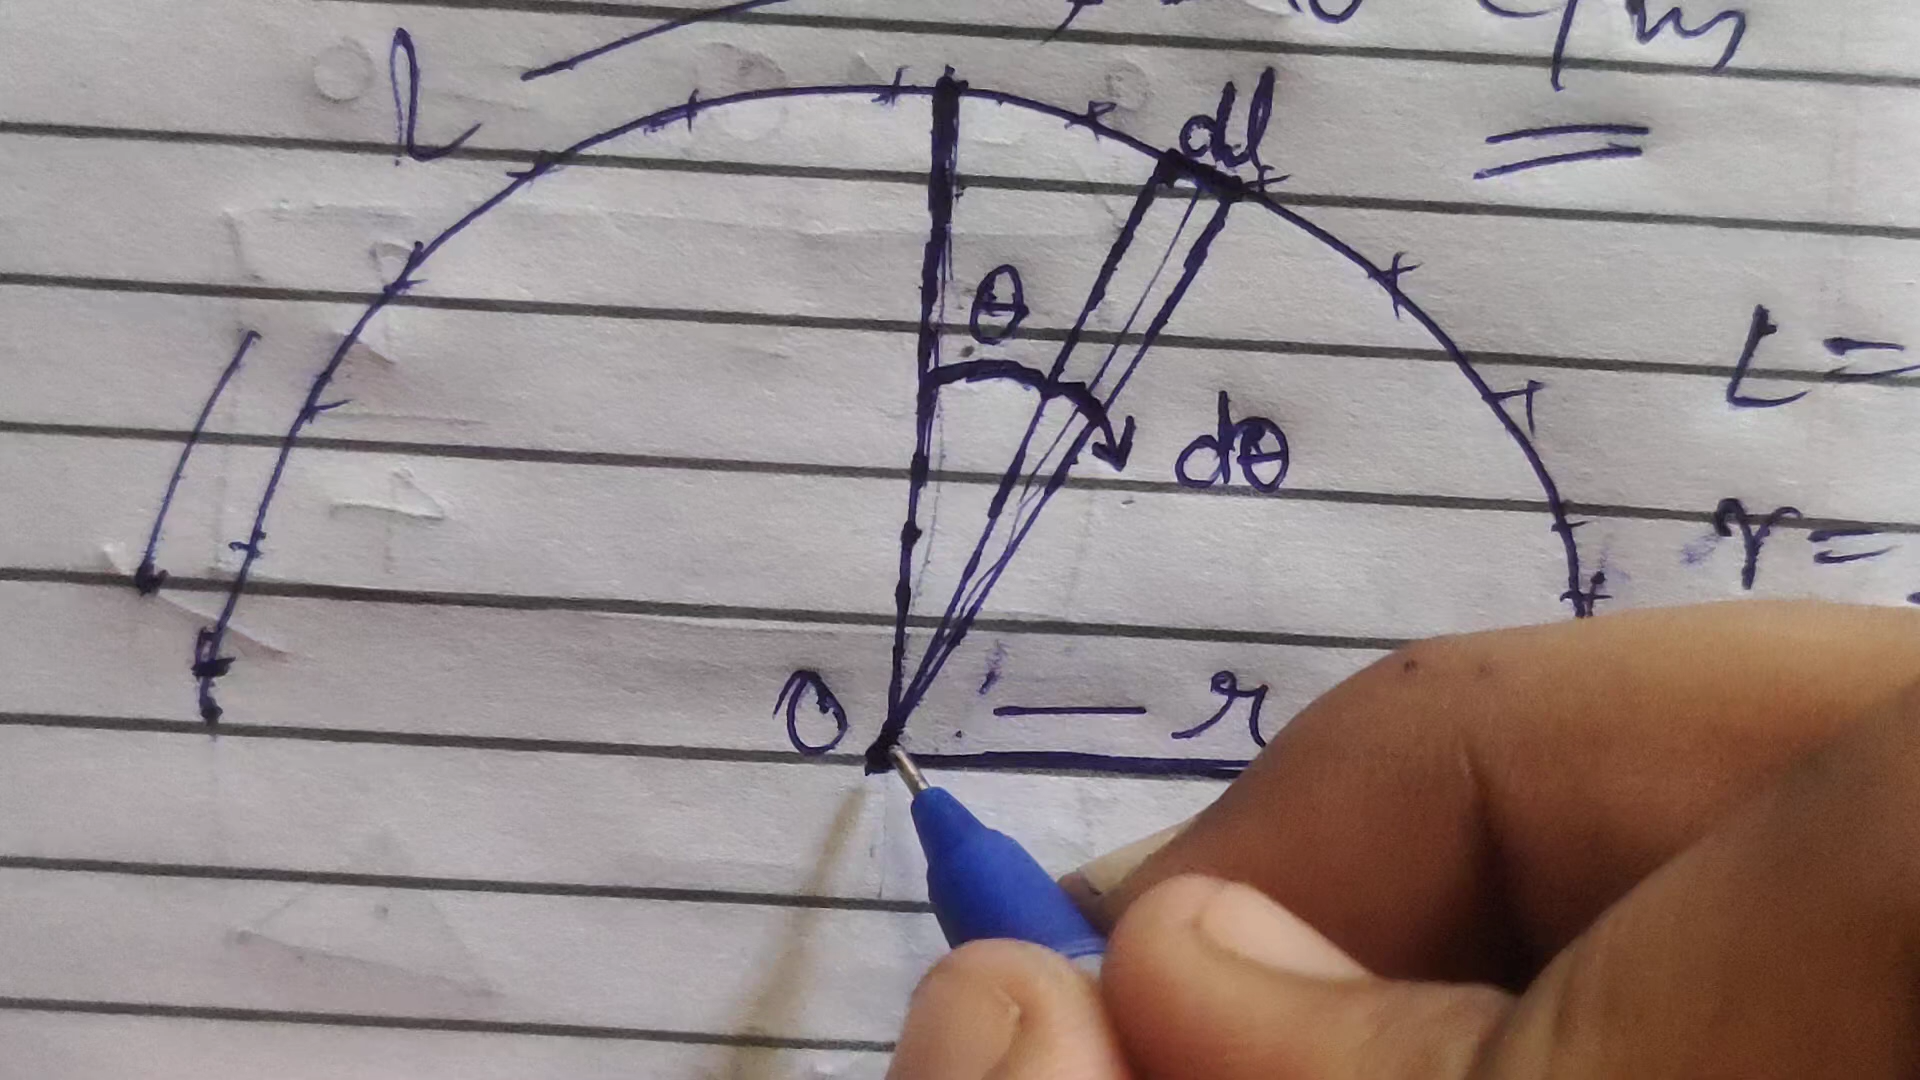 l
dl
θ
L =
dθ
r =
O
r